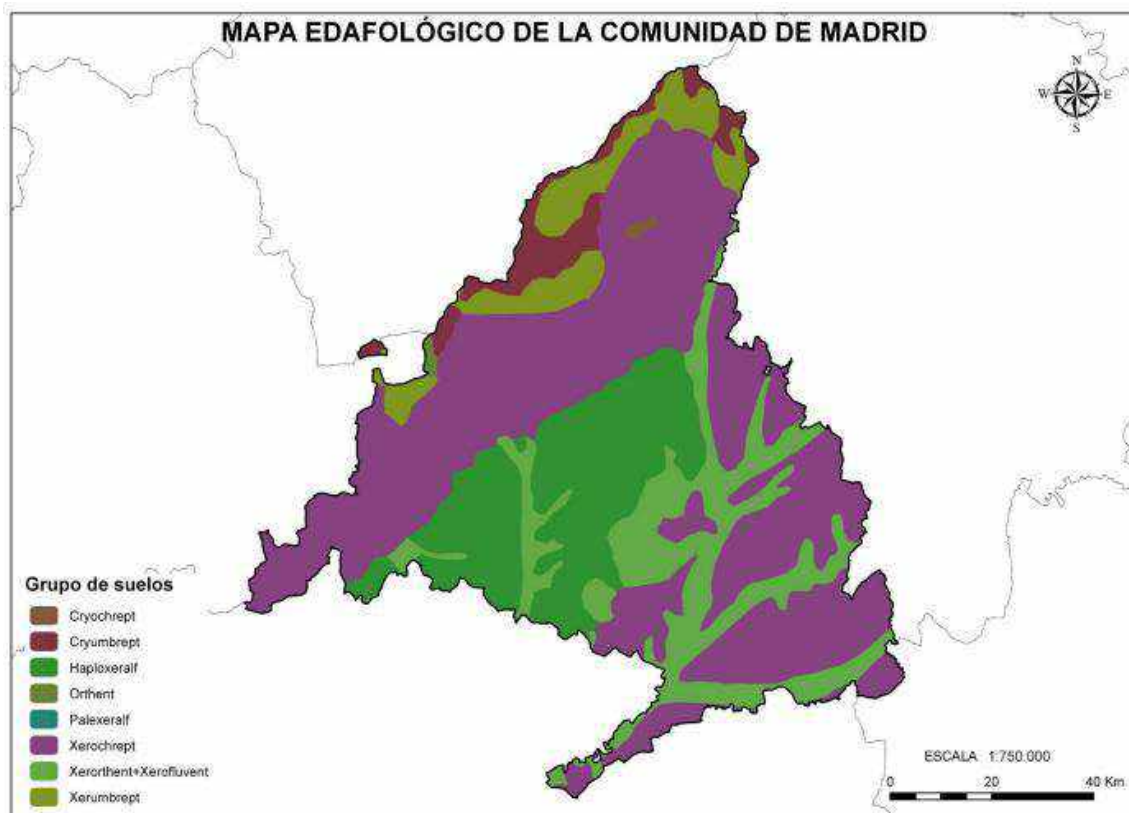 MAPA EDAFOLÓGICO DE LA COMUNIDAD DE MADRID
N
W E
S
Grupo de suelos
Cryochrept
Cryumbrept
Haploxeralf
Orthent
Palexeralf
Xerochrept
Xerorthent+Xerofluvent
Xerumbrept
ESCALA 1:750.000
0 20 40 Km